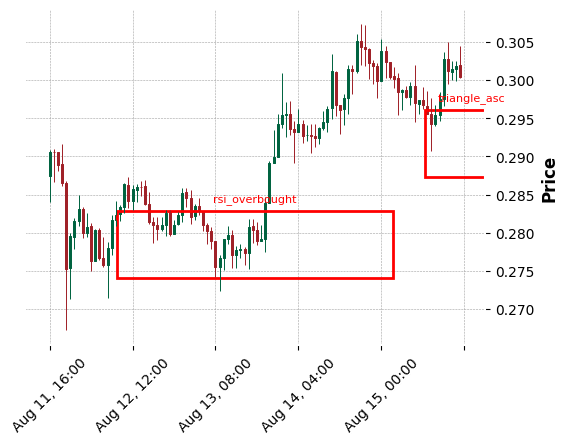 0.305
0.300
triangle_asc
0.295
0.290
0.285
rsi_overbought
0.280
0.275
0.270
Price
Aug 11, 16:00
Aug 12, 12:00
Aug 13, 08:00
Aug 14, 04:00
Aug 15, 00:00